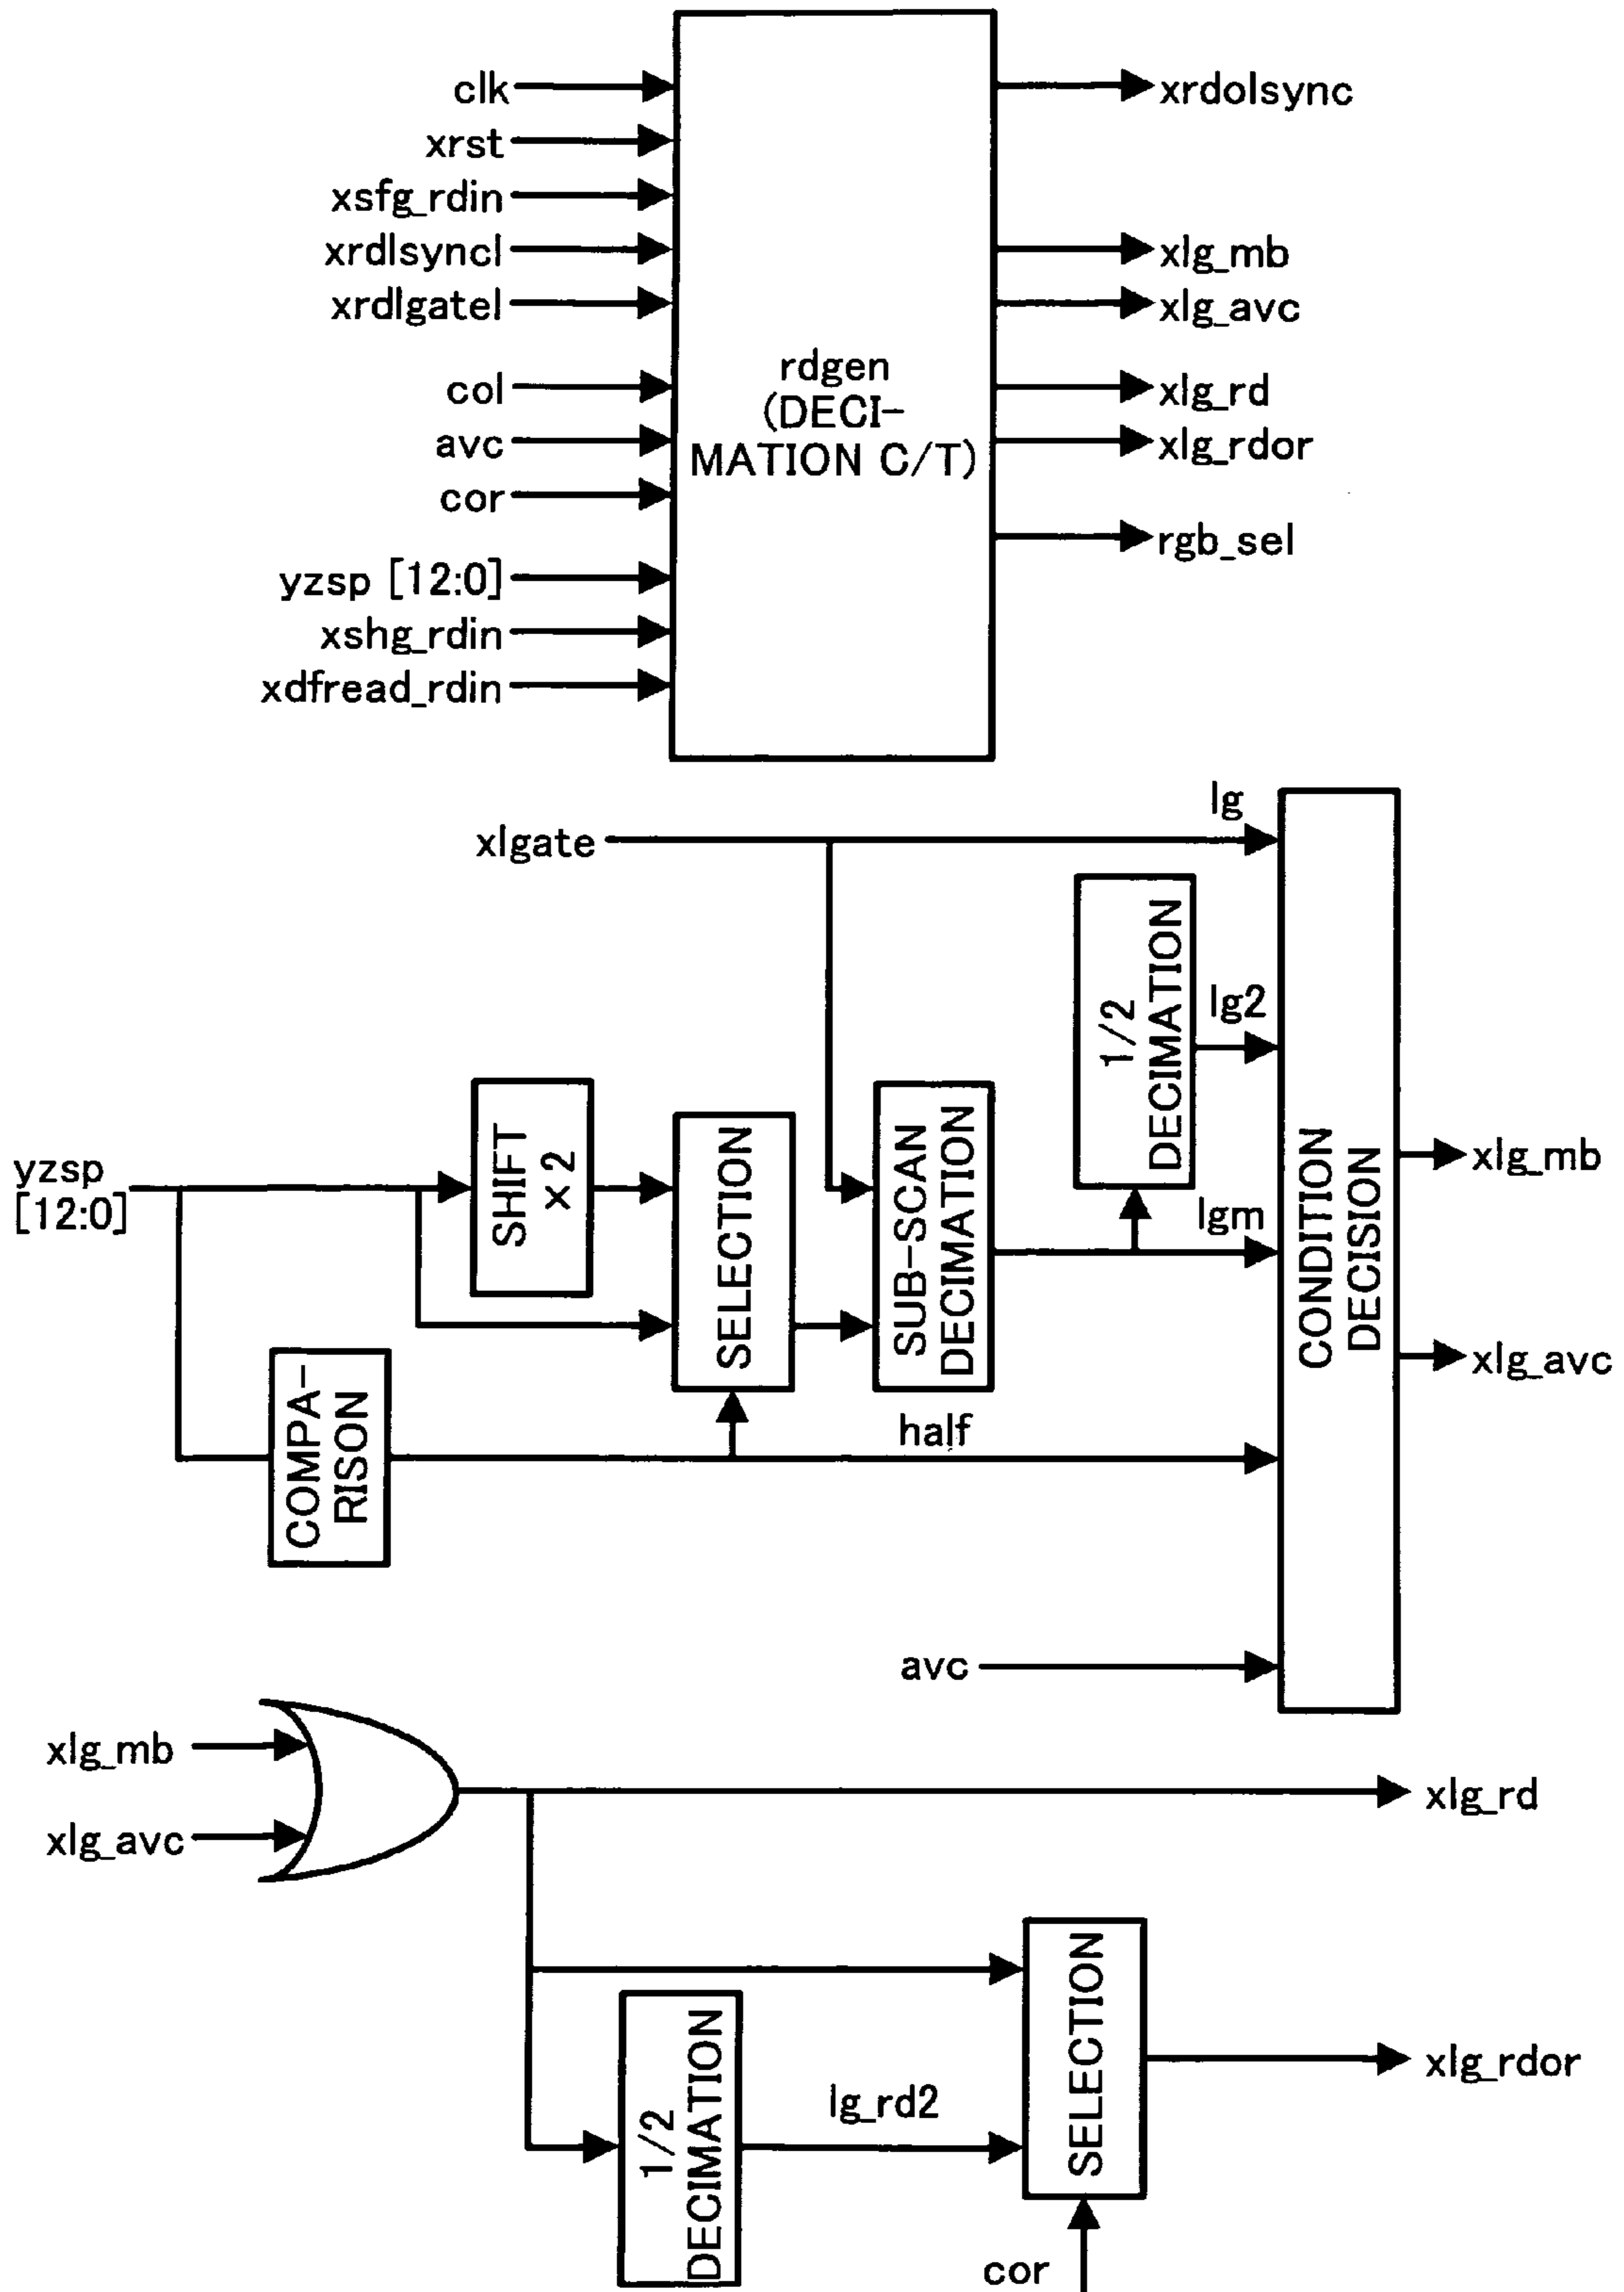 clk
xrst
xsfg_rdin
xrdlsyncl
xrdlgatel
col
avc
cor
yzsp [12:0]
xshg_rdin
xdfread_rdin
rdgen
(DECI-
MATION C/T)
xrdolsync
xlg_mb
xlg_avc
xlg_rd
xlg_rdor
rgb_sel
xlgate
lg
1/2
DECIMATION
lg2
yzsp
[12:0]
SHIFT
×2
SELECTION
SUB-SCAN
DECIMATION
lgm
COMPA-
RISON
half
avc
CONDITION
DECISION
xlg_mb
xlg_avc
xlg_mb
xlg_avc
xlg_rd
1/2
DECIMATION
lg_rd2
SELECTION
cor
xlg_rdor